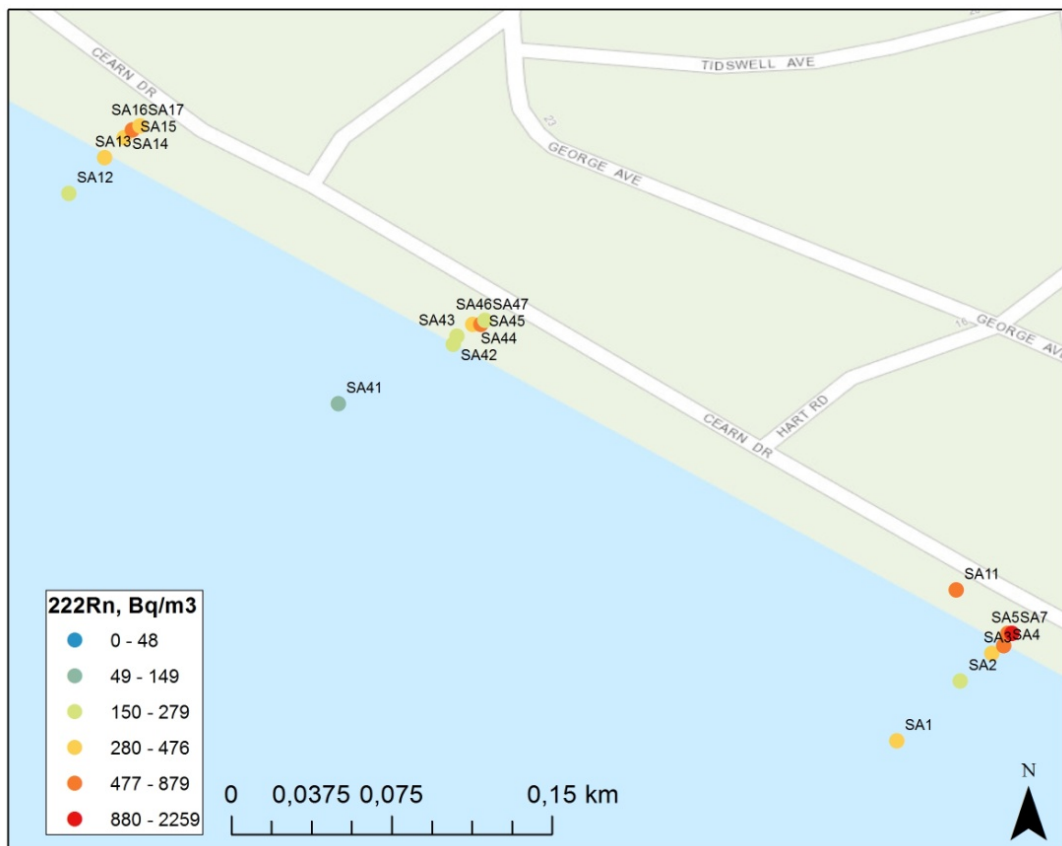 CEARN DR
TIDSWELL AVE
SA16SA17
SA15
SA13
SA14
SA12
23
GEORGE AVE
SA46SA47
SA43
SA45
SA44
SA42
16
GEORGE AVE
SA41
HART RD
CEARN DR
SA11
SA5SA7
SA3
SA4
SA2
SA1
222Rn, Bq/m3
0 - 48
49 - 149
150 - 279
280 - 476
477 - 879
880 - 2259
0 0,0375 0,075 0,15 km
N